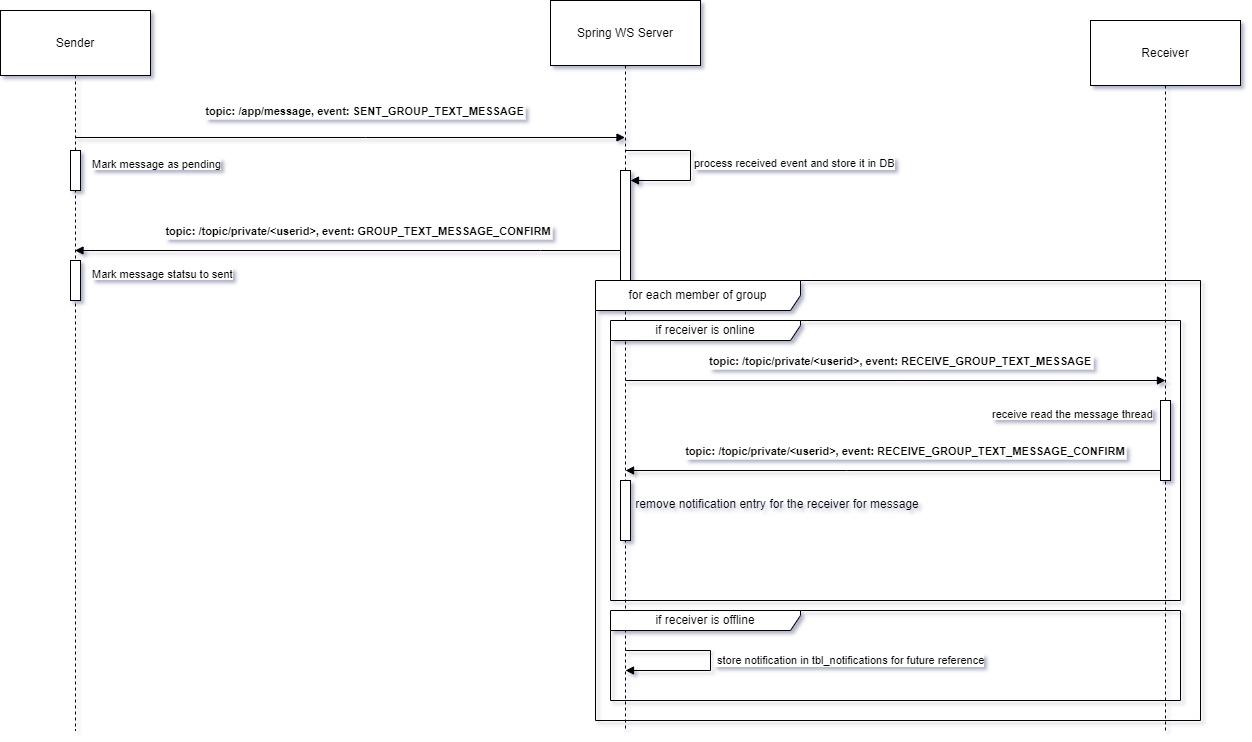 Sender
Spring WS Server
Receiver
topic: /app/message, event: SENT_GROUP_TEXT_MESSAGE
Mark message as pending
process received event and store it in DB
topic: /topic/private/<userid>, event: GROUP_TEXT_MESSAGE_CONFIRM
Mark message statsu to sent
for each member of group
if receiver is online
topic: /topic/private/<userid>, event: RECEIVE_GROUP_TEXT_MESSAGE
receive read the message thread
topic: /topic/private/<userid>, event: RECEIVE_GROUP_TEXT_MESSAGE_CONFIRM
remove notification entry for the receiver for message
if receiver is offline
store notification in tbl_notifications for future reference